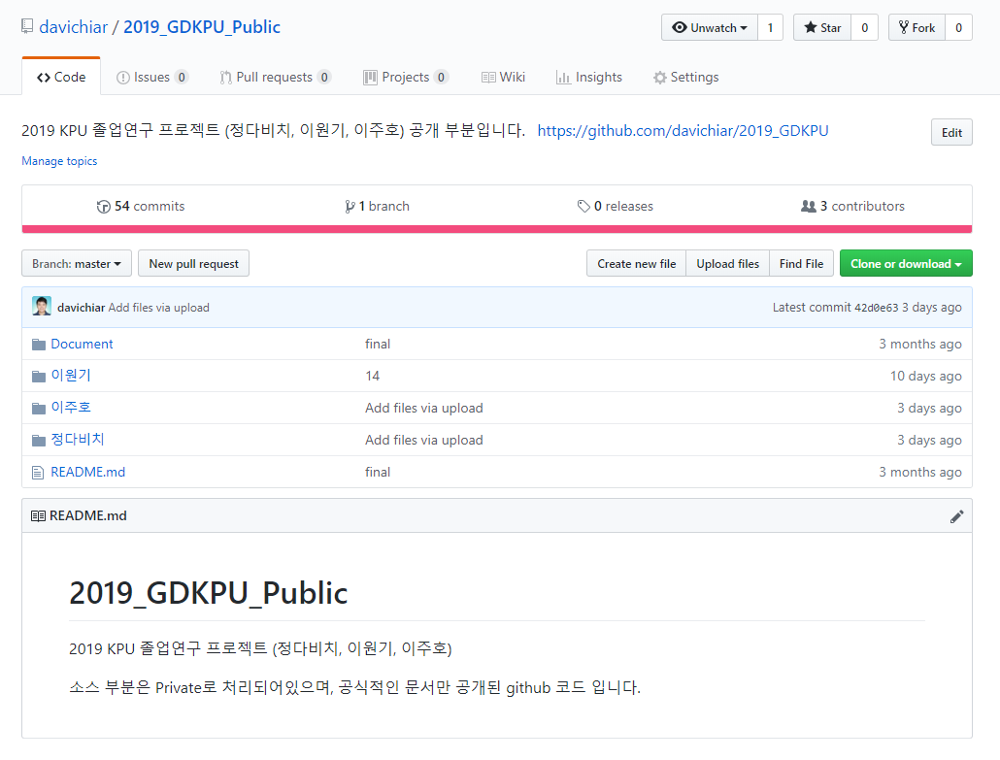 davichiar / 2019_GDKPU_Public Unwatch 1 Star 0 Fork 0
Code Issues 0 Pull requests 0 Projects 0 Wiki Insights Settings
2019 KPU 졸업연구 프로젝트 (정다비치, 이원기, 이주호) 공개 부분입니다. https://github.com/davichiar/2019_GDKPU Edit
Manage topics
54 commits 1 branch 0 releases 3 contributors
Branch: master New pull request Create new file Upload files Find File Clone or download
davichiar Add files via upload Latest commit 42d0e63 3 days ago
Document final 3 months ago
이원기 14 10 days ago
이주호 Add files via upload 3 days ago
정다비치 Add files via upload 3 days ago
README.md final 3 months ago
README.md
2019_GDKPU_Public
2019 KPU 졸업연구 프로젝트 (정다비치, 이원기, 이주호)
소스 부분은 Private로 처리되어있으며, 공식적인 문서만 공개된 github 코드 입니다.